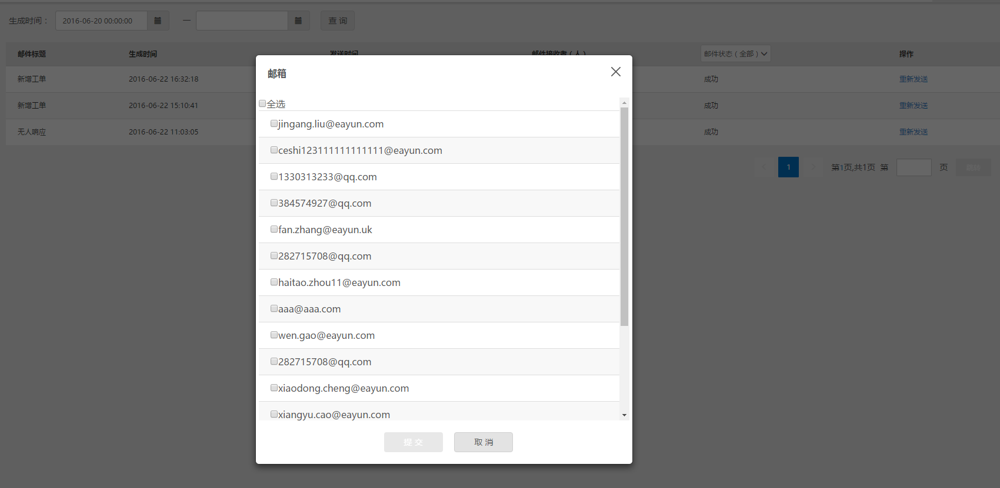 生成时间： 2016-06-20 00:00:00 — 查 询
邮件标题 生成时间 发送时间 邮件接收者（人） 邮件状态（全部） 操作
新增工单 2016-06-22 16:32:18 成功 重新发送
新增工单 2016-06-22 15:10:41 成功 重新发送
无人响应 2016-06-22 11:03:05 成功 重新发送
1 第1页,共1页 第 页 跳转
邮箱
全选
jingang.liu@eayun.com
ceshi123111111111111@eayun.com
1330313233@qq.com
384574927@qq.com
fan.zhang@eayun.uk
282715708@qq.com
haitao.zhou11@eayun.com
aaa@aaa.com
wen.gao@eayun.com
282715708@qq.com
xiaodong.cheng@eayun.com
xiangyu.cao@eayun.com
提 交 取 消